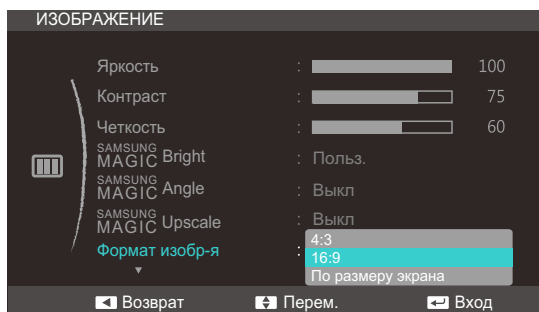 ИЗОБРАЖЕНИЕ
Яркость : 100
Контраст : 75
Четкость : 60
SAMSUNG MAGIC Bright : Польз.
SAMSUNG MAGIC Angle : Выкл
SAMSUNG MAGIC Upscale : Выкл
Формат изобр-я :
4:3
16:9
По размеру экрана
Возврат Перем. Вход